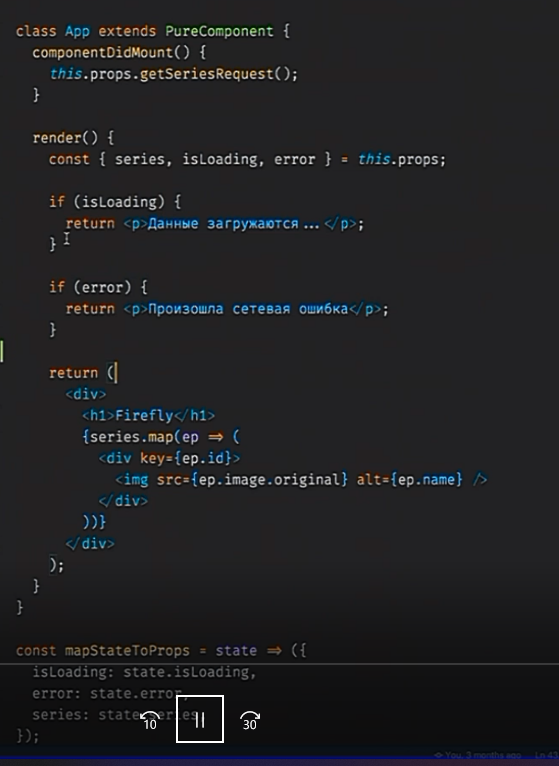 class App extends PureComponent {
componentDidMount() {
this.props.getSeriesRequest();
}
render() {
const { series, isLoading, error } = this.props;
if (isLoading) {
return <p>Данные загружаются...</p>;
}
if (error) {
return <p>Произошла сетевая ошибка</p>;
}
return (
<div>
<h1>Firefly</h1>
{series.map(ep => (
<div key={ep.id}>
<img src={ep.image.original} alt={ep.name} />
</div>
))}
</div>
);
}
}
const mapStateToProps = state => ({
isLoading: state.isLoading,
error: state.error,
series: state.series
});
10 30
You, 3 months ago Ln 43